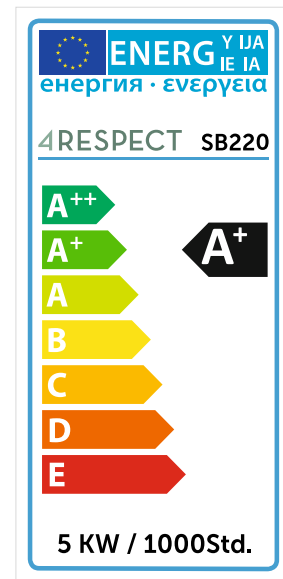 ENERG Y IJA
IE IA
енергия · ενεργεια
4RESPECT SB220
A++
A+
A+
A
B
C
D
E
5 KW / 1000Std.